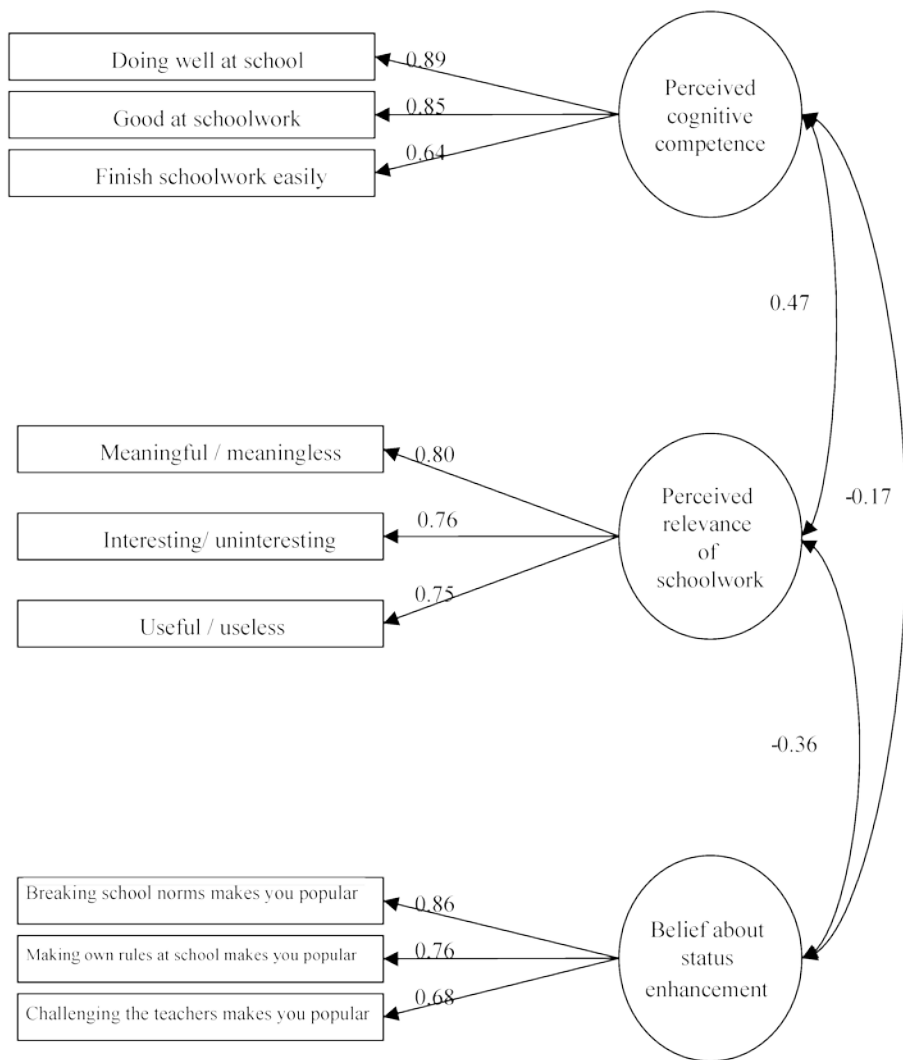 Doing well at school
Good at schoolwork
Finish schoolwork easily
0.89
0.85
0.64
Perceived
cognitive
competence
0.47
Meaningful / meaningless
Interesting/ uninteresting
Useful / useless
0.80
0.76
0.75
Perceived
relevance
of
schoolwork
-0.17
-0.36
Breaking school norms makes you popular
Making own rules at school makes you popular
Challenging the teachers makes you popular
0.86
0.76
0.68
Belief about
status
enhancement